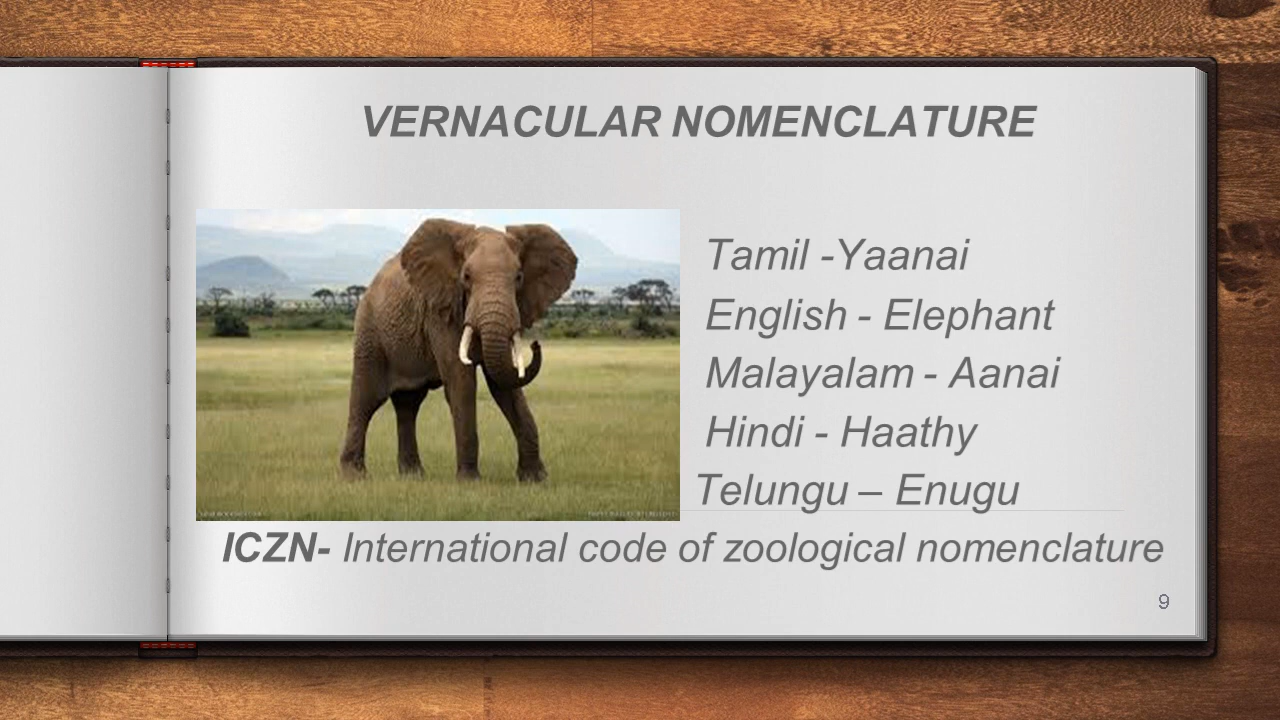 VERNACULAR NOMENCLATURE
Tamil -Yaanai
English - Elephant
Malayalam - Aanai
Hindi - Haathy
Telungu – Enugu
ICZN- International code of zoological nomenclature
9